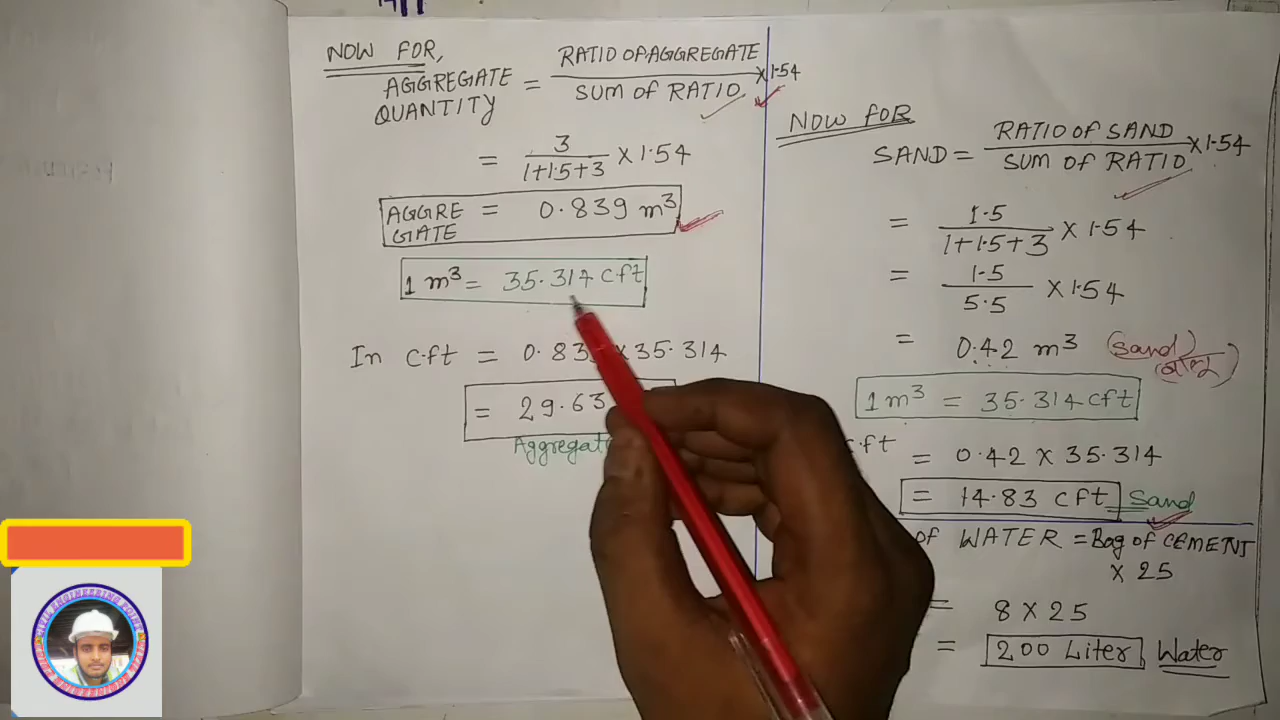 NOW FOR,
AGGREGATE QUANTITY = RATIO OF AGGREGATE / SUM OF RATIO × 1.54
= 3 / 1+1.5+3 × 1.54
AGGREGATE = 0.839 m³
1 m³ = 35.314 cft
In cft = 0.83 × 35.314
= 29.63
Aggregate
NOW FOR
SAND = RATIO OF SAND / SUM OF RATIO × 1.54
= 1.5 / 1+1.5+3 × 1.54
= 1.5 / 5.5 × 1.54
= 0.42 m³ (Sand)
1 m³ = 35.314 cft
cft = 0.42 × 35.314
= 14.83 cft Sand
of WATER = Bag of CEMENT × 25
= 8 × 25
= 200 Liter Water
CIVIL ENGINEERING POINT